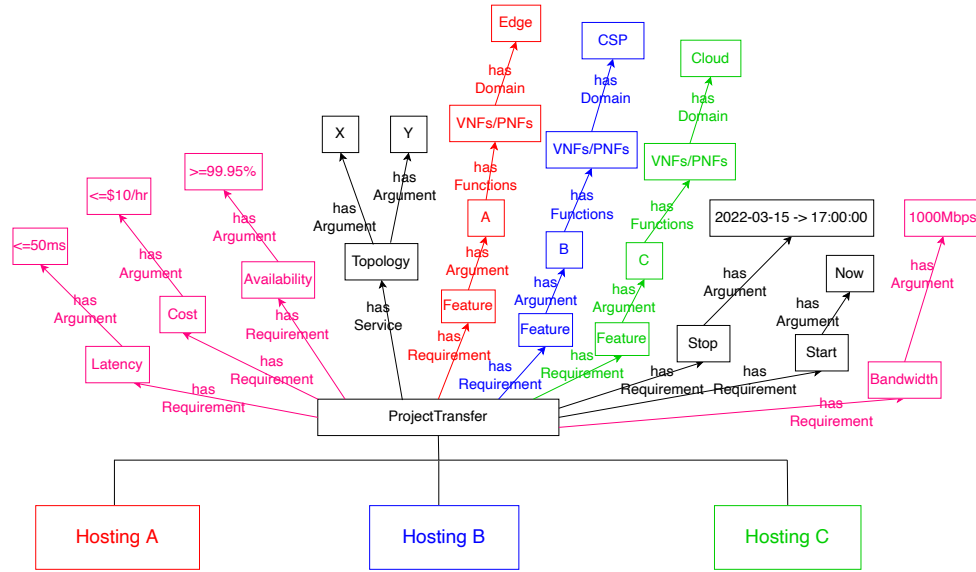 Edge
CSP
Cloud
has
Domain
has
Domain
has
Domain
VNFs/PNFs
VNFs/PNFs
VNFs/PNFs
X
Y
>=99.95%
<=$10/hr
<=50ms
has
Argument
has
Argument
has
Functions
has
Functions
has
Functions
A
B
C
2022-03-15 -> 17:00:00
1000Mbps
has
Argument
has
Argument
has
Argument
Topology
Availability
Cost
Latency
has
Argument
has
Argument
has
Argument
Feature
Feature
Feature
has
Argument
Now
has
Argument
has
Argument
Stop
Start
Bandwidth
has
Requirement
has
Requirement
has
Requirement
has
Service
has
Requirement
has
Requirement
has
Requirement
has
Requirement
has
Requirement
has
Requirement
ProjectTransfer
Hosting A
Hosting B
Hosting C